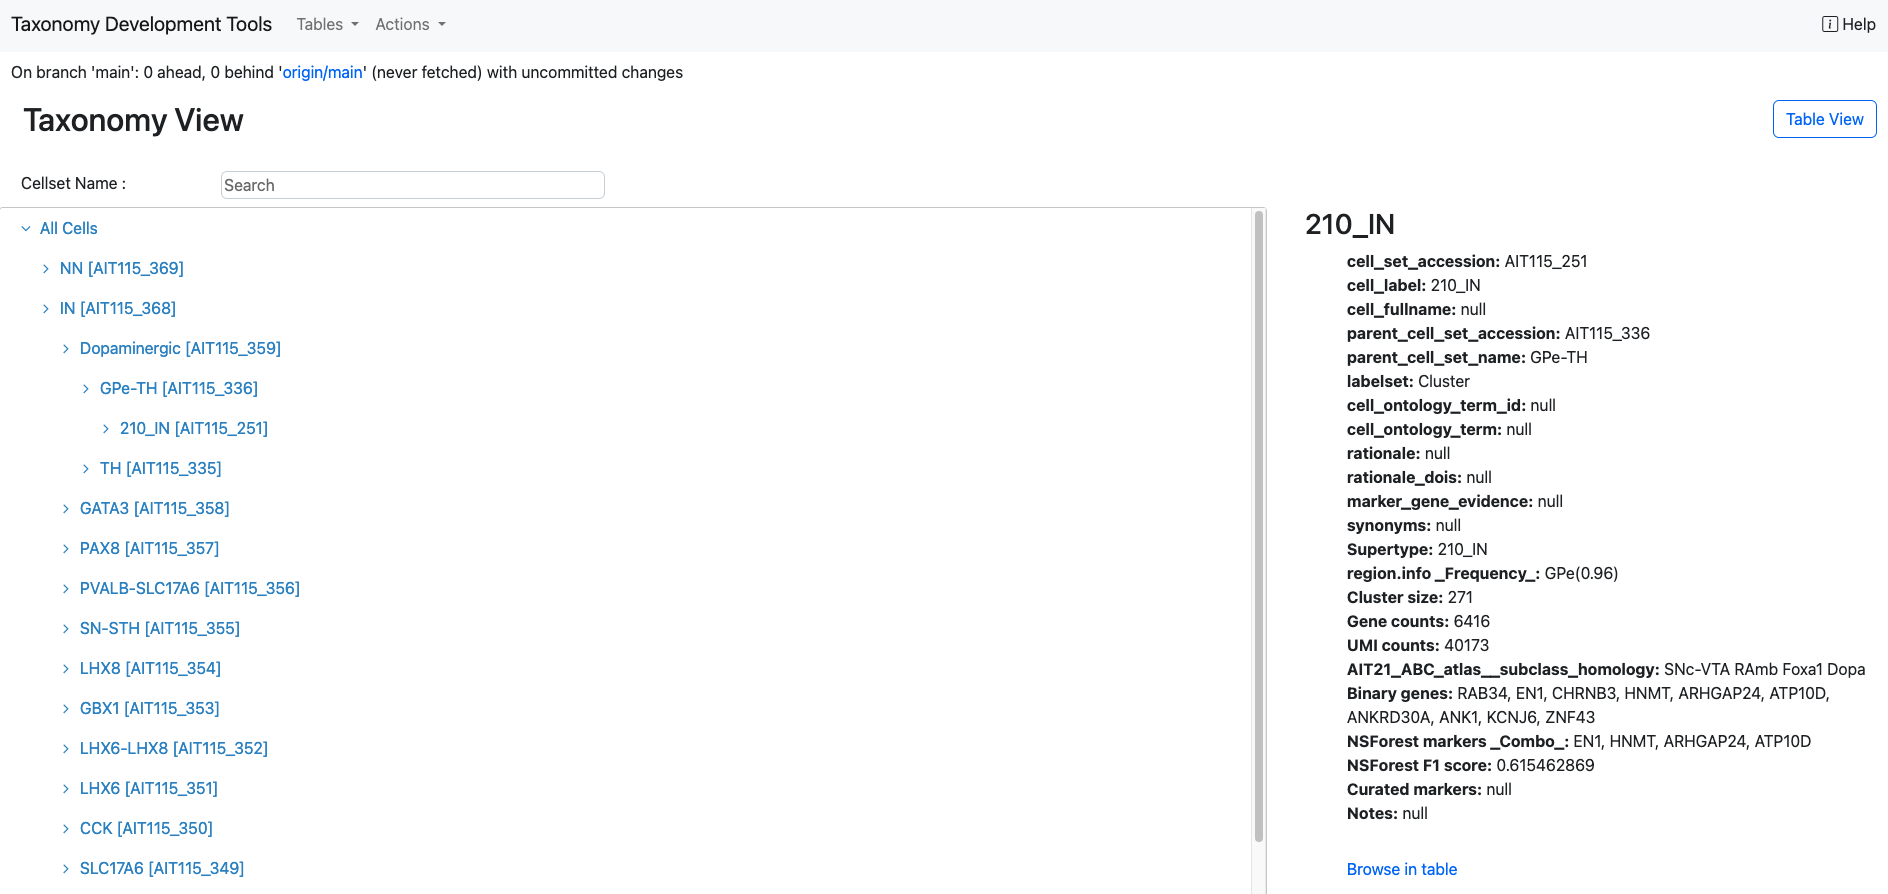 Taxonomy Development Tools Tables Actions Help
On branch 'main': 0 ahead, 0 behind 'origin/main' (never fetched) with uncommitted changes
Taxonomy View
Table View
Cellset Name : Search
All Cells
NN [AIT115_369]
IN [AIT115_368]
Dopaminergic [AIT115_359]
GPe-TH [AIT115_336]
210_IN [AIT115_251]
TH [AIT115_335]
GATA3 [AIT115_358]
PAX8 [AIT115_357]
PVALB-SLC17A6 [AIT115_356]
SN-STH [AIT115_355]
LHX8 [AIT115_354]
GBX1 [AIT115_353]
LHX6-LHX8 [AIT115_352]
LHX6 [AIT115_351]
CCK [AIT115_350]
SLC17A6 [AIT115_349]
210_IN
cell_set_accession: AIT115_251
cell_label: 210_IN
cell_fullname: null
parent_cell_set_accession: AIT115_336
parent_cell_set_name: GPe-TH
labelset: Cluster
cell_ontology_term_id: null
cell_ontology_term: null
rationale: null
rationale_dois: null
marker_gene_evidence: null
synonyms: null
Supertype: 210_IN
region.info _Frequency_: GPe(0.96)
Cluster size: 271
Gene counts: 6416
UMI counts: 40173
AIT21_ABC_atlas__subclass_homology: SNc-VTA RAmb Foxa1 Dopa
Binary genes: RAB34, EN1, CHRNB3, HNMT, ARHGAP24, ATP10D,
ANKRD30A, ANK1, KCNJ6, ZNF43
NSForest markers _Combo_: EN1, HNMT, ARHGAP24, ATP10D
NSForest F1 score: 0.615462869
Curated markers: null
Notes: null
Browse in table